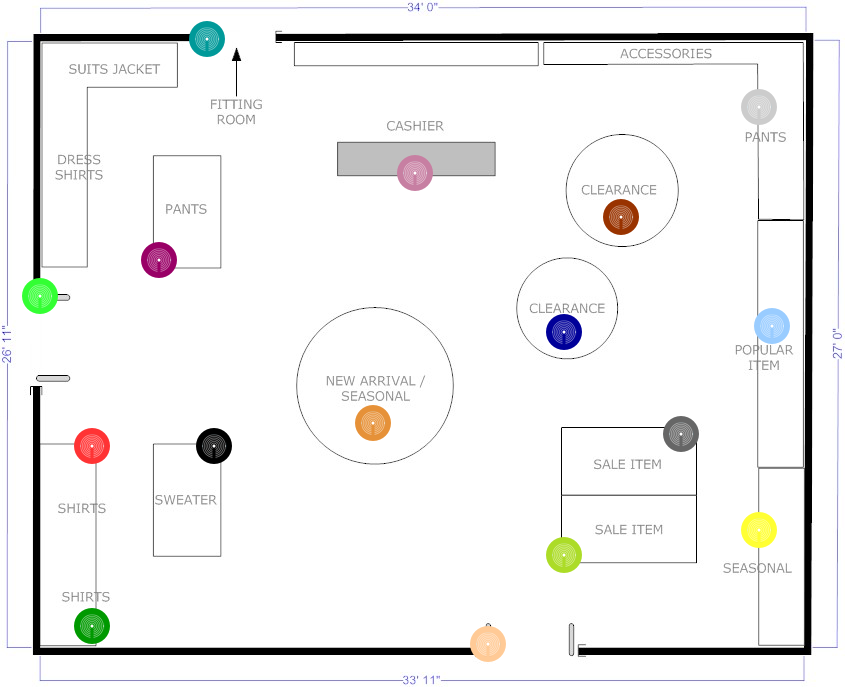 34' 0"
SUITS JACKET
ACCESSORIES
FITTING
ROOM
CASHIER
PANTS
DRESS
SHIRTS
CLEARANCE
PANTS
CLEARANCE
26' 11"
27' 0"
POPULAR
ITEM
NEW ARRIVAL /
SEASONAL
SALE ITEM
SWEATER
SHIRTS
SALE ITEM
SEASONAL
SHIRTS
33' 11"